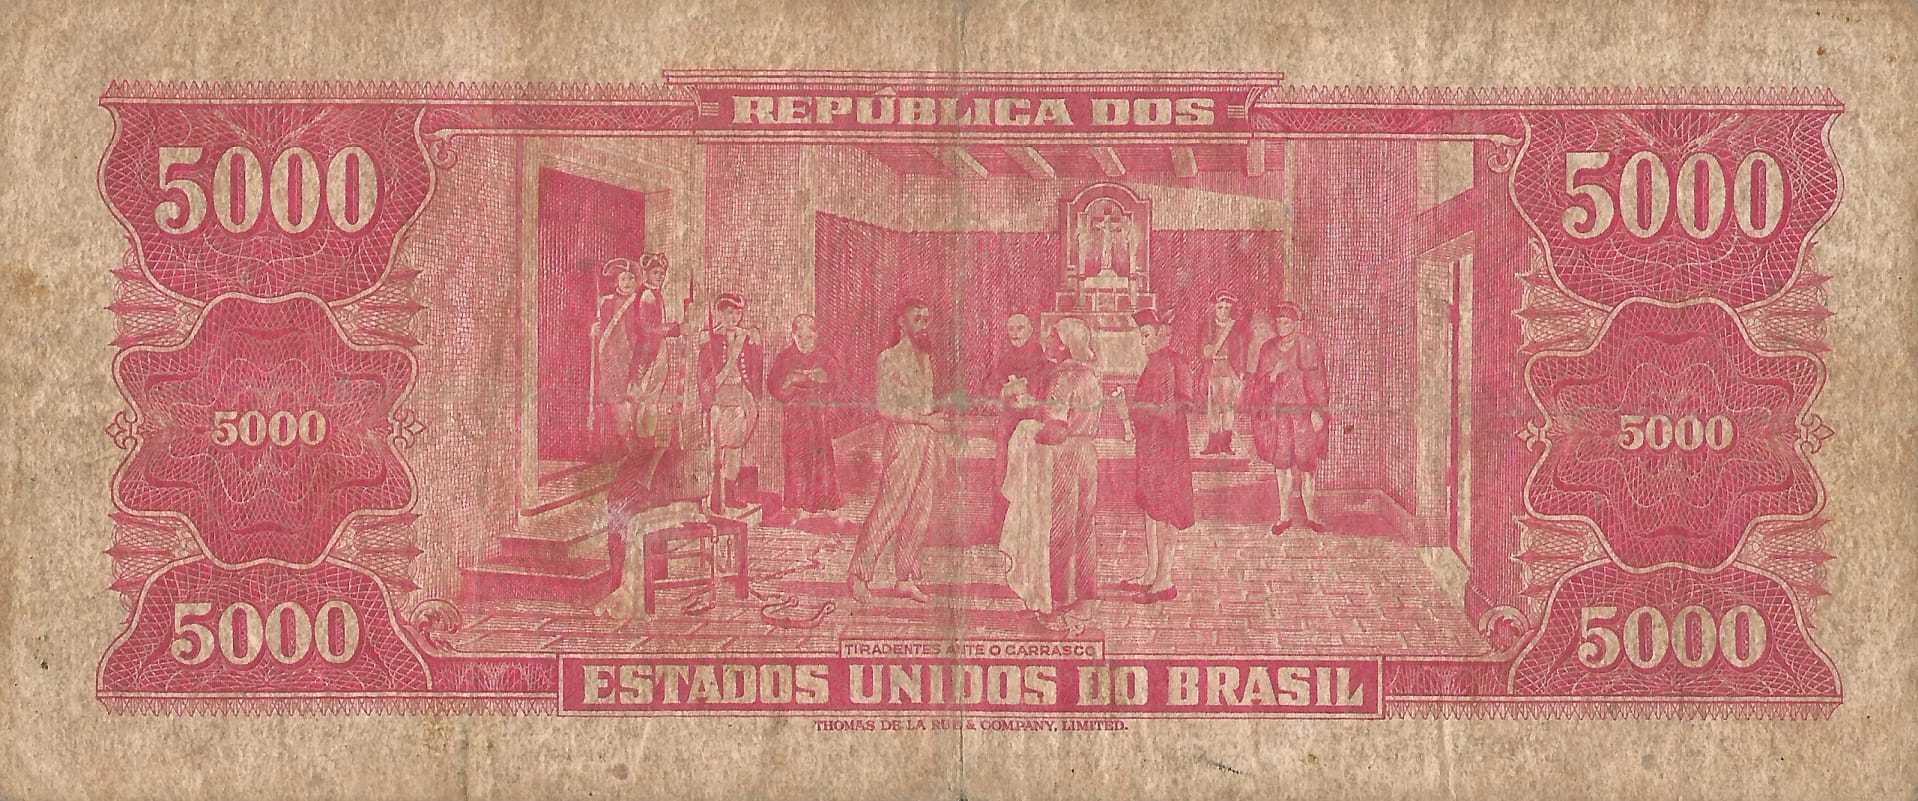 REPÚBLICA DOS
5000 5000
5000 5000
5000 5000
TIRADENTES ANTE O CARRASCO
ESTADOS UNIDOS DO BRASIL
THOMAS DE LA RUE & COMPANY, LIMITED.